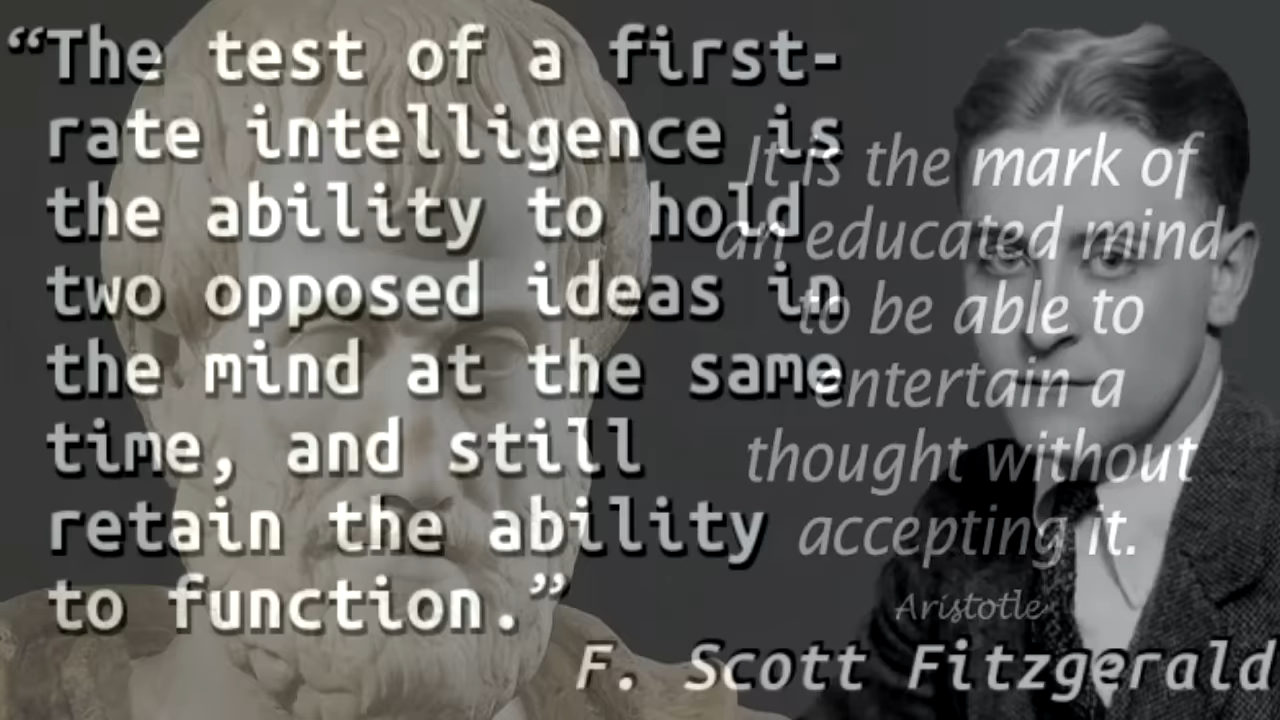 “The test of a first-
rate intelligence is
the ability to hold
two opposed ideas in
the mind at the same
time, and still
retain the ability
to function.”
F. Scott Fitzgerald
It is the mark of
an educated mind
to be able to
entertain a
thought without
accepting it.
Aristotle